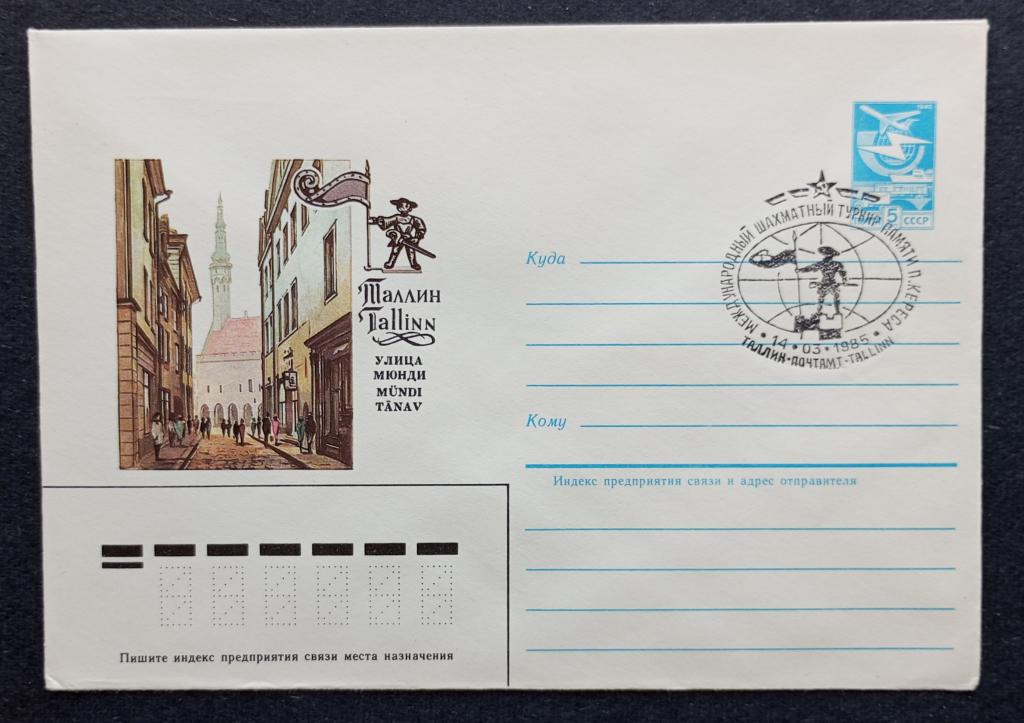 Таллин
Tallinn
УЛИЦА
МЮНДИ
MÜNDI
TÄNAV
1982
5
СССР
МЕЖДУНАРОДНЫЙ ШАХМАТНЫЙ ТУРНИР ПАМЯТИ П.КЕРЕСА
14·03·1985
ТАЛЛИН-ПОЧТАМТ-TALLINN
Куда
Кому
Индекс предприятия связи и адрес отправителя
Пишите индекс предприятия связи места назначения